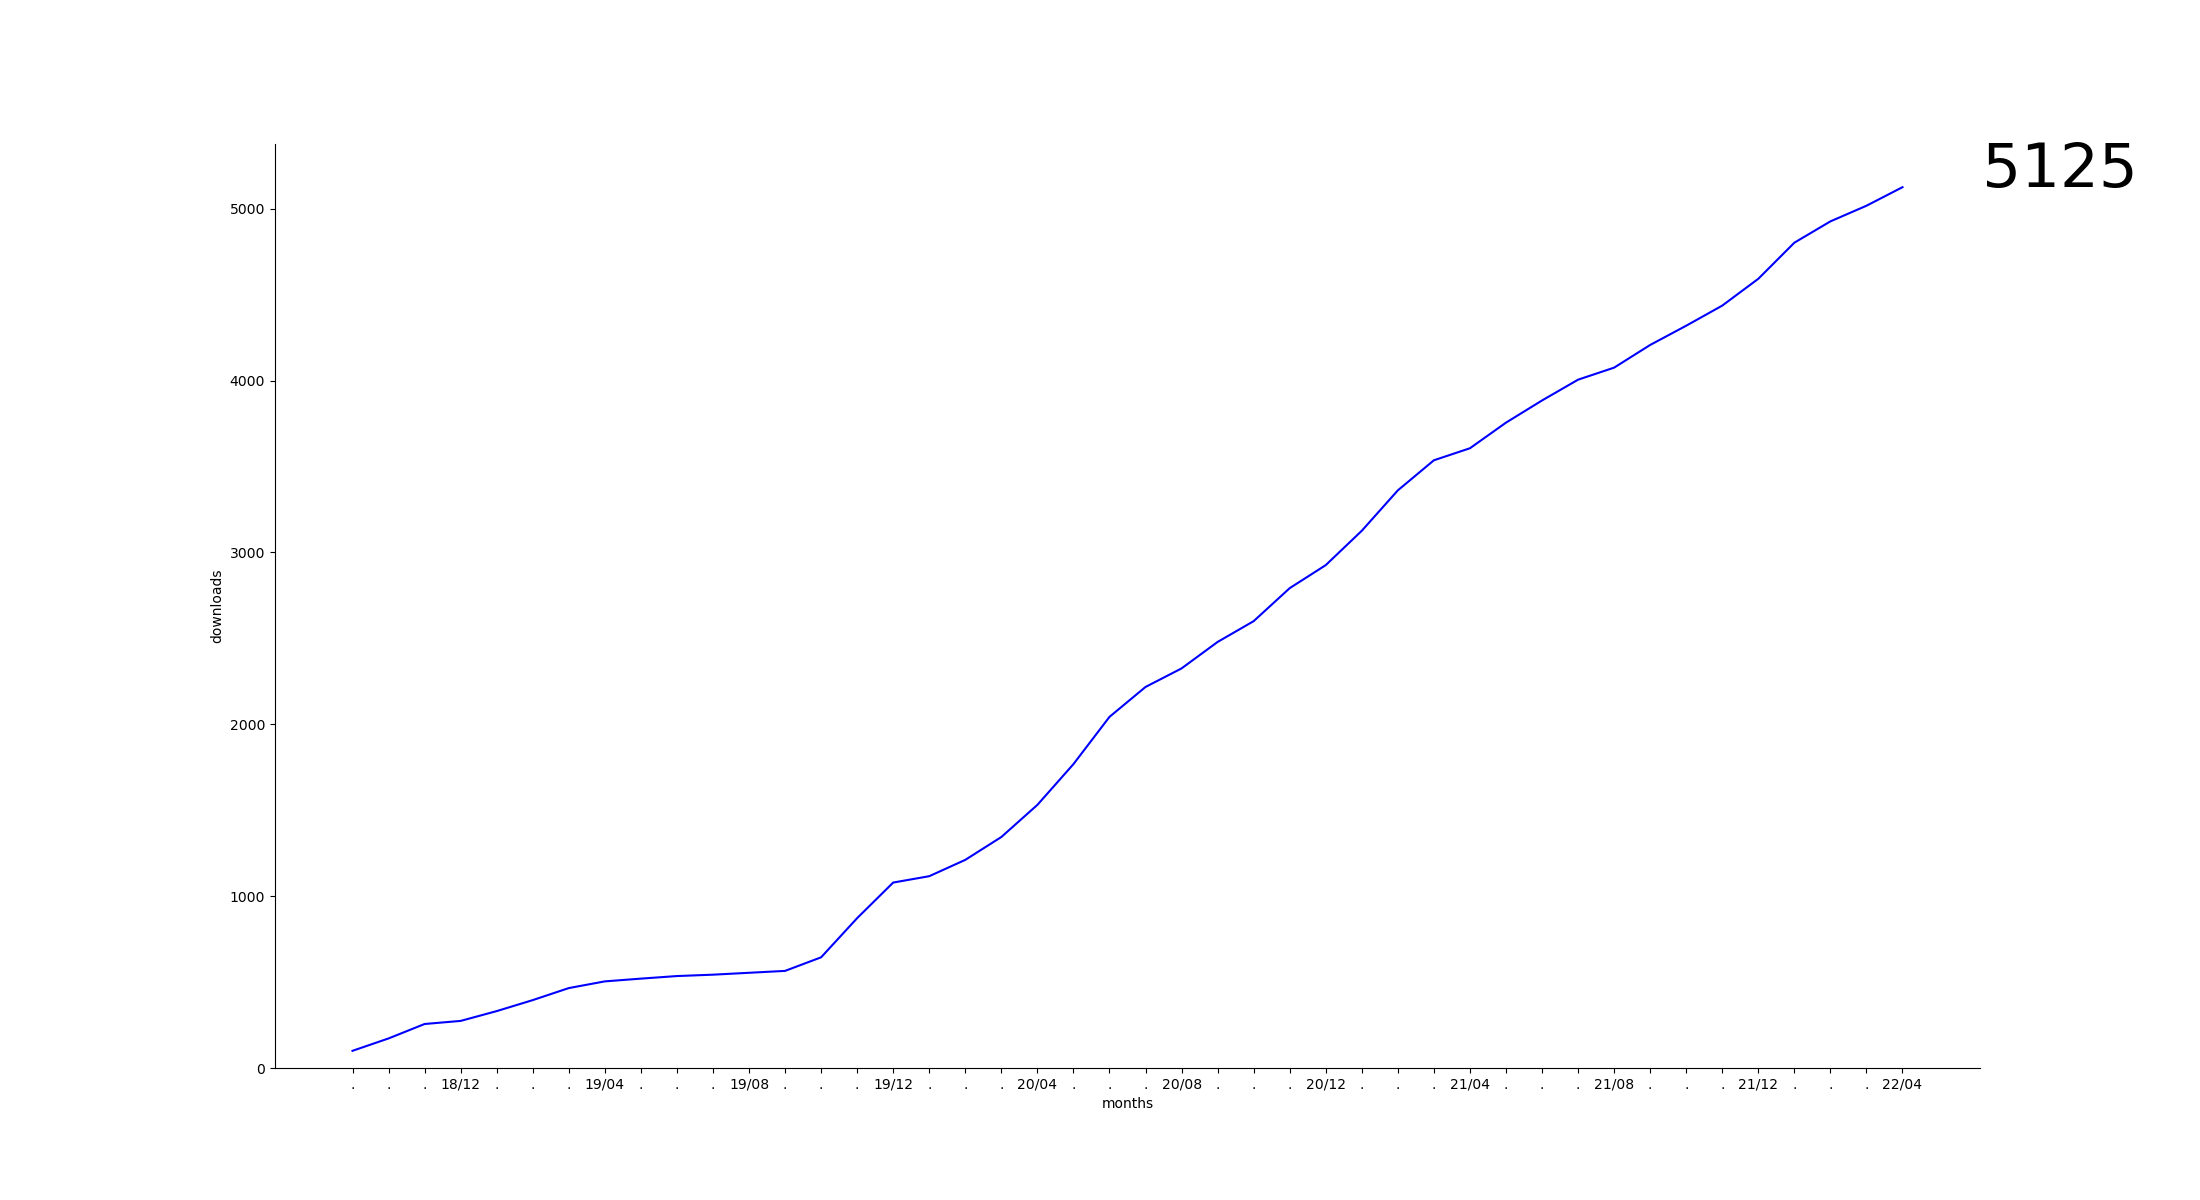 5125
5000
4000
3000
2000
1000
0
downloads
. . . 18/12 . . . 19/04 . . . 19/08 . . . 19/12 . . . 20/04 . . . 20/08 . . . 20/12 . . . 21/04 . . . 21/08 . . . 21/12 . . . 22/04
months